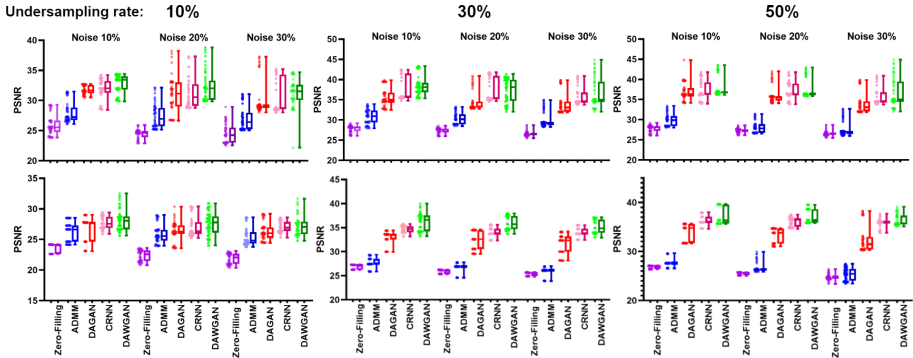 Undersampling rate: 10% 30% 50%
Noise 10% Noise 20% Noise 30%
PSNR
40
35
30
25
20
Noise 10% Noise 20% Noise 30%
PSNR
50
40
30
20
Noise 10% Noise 20% Noise 30%
PSNR
50
40
30
20
PSNR
35
30
25
20
15
Zero-Filling
ADMM
DAGAN
CRNN
DAWGAN
Zero-Filling
ADMM
DAGAN
CRNN
DAWGAN
Zero-Filling
ADMM
DAGAN
CRNN
DAWGAN
PSNR
45
40
35
30
25
20
Zero-Filling
ADMM
DAGAN
CRNN
DAWGAN
Zero-Filling
ADMM
DAGAN
CRNN
DAWGAN
Zero-Filling
ADMM
DAGAN
CRNN
DAWGAN
PSNR
40
30
20
Zero-Filling
ADMM
DAGAN
CRNN
DAWGAN
Zero-Filling
ADMM
DAGAN
CRNN
DAWGAN
Zero-Filling
ADMM
DAGAN
CRNN
DAWGAN